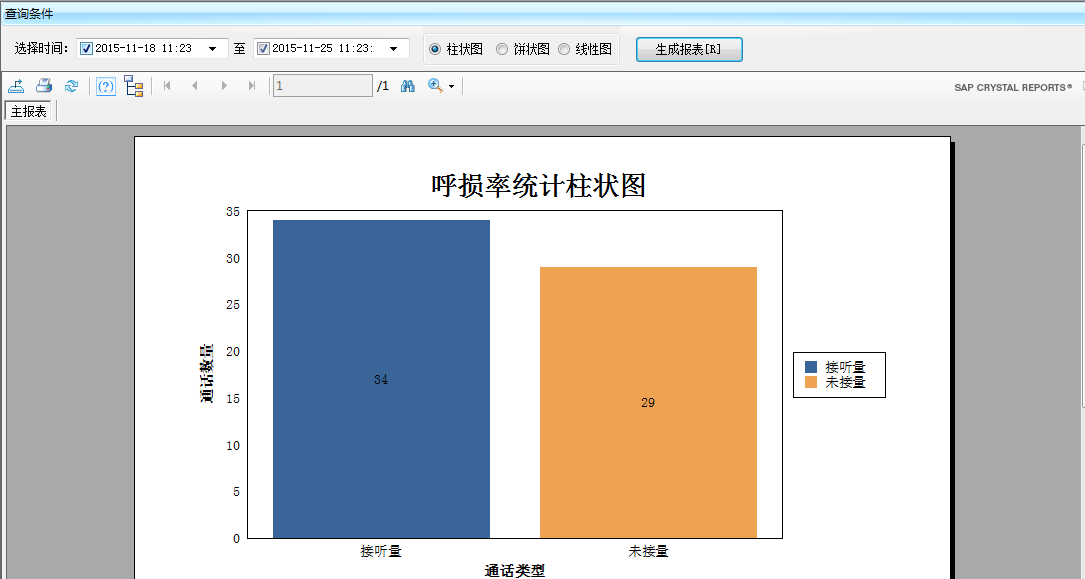 查询条件
选择时间: 2015-11-18 11:23 至 2015-11-25 11:23: 柱状图 饼状图 线性图 生成报表[R]
1 /1 SAP CRYSTAL REPORTS®
主报表
呼损率统计柱状图
35
30
25
20
15
10
5
0
通话数量
34
29
接听量
未接量
接听量
未接量
通话类型